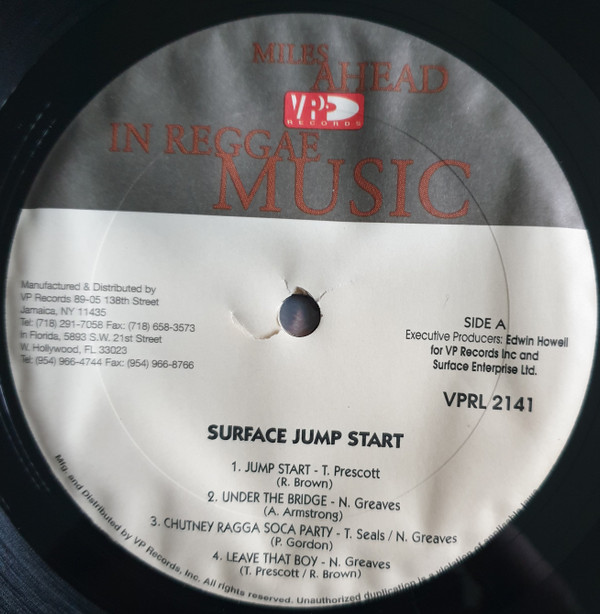 MILES
AHEAD
VP
RECORDS
IN REGGAE
MUSIC
Manufactured & Distributed by
VP Records 89-05 138th Street
Jamaica, NY 11435
Tel: (718) 291-7058 Fax: (718) 658-3573
in Florida, 5893 S.W. 21st Street
W. Hollywood, FL 33023
Tel: (954) 966-4744 Fax: (954) 966-8766
SIDE A
Executive Producers: Edwin Howell
for VP Records Inc and
Surface Enterprise Ltd.
VPRL 2141
SURFACE JUMP START
1. JUMP START - T. Prescott
(R. Brown)
2. UNDER THE BRIDGE - N. Greaves
(A. Armstrong)
3. CHUTNEY RAGGA SOCA PARTY - T. Seals / N. Greaves
(P. Gordon)
4. LEAVE THAT BOY - N. Greaves
(T. Prescott / R. Brown)
Mfg. and Distributed by VP Records, Inc. All rights reserved. Unauthorized duplication is a